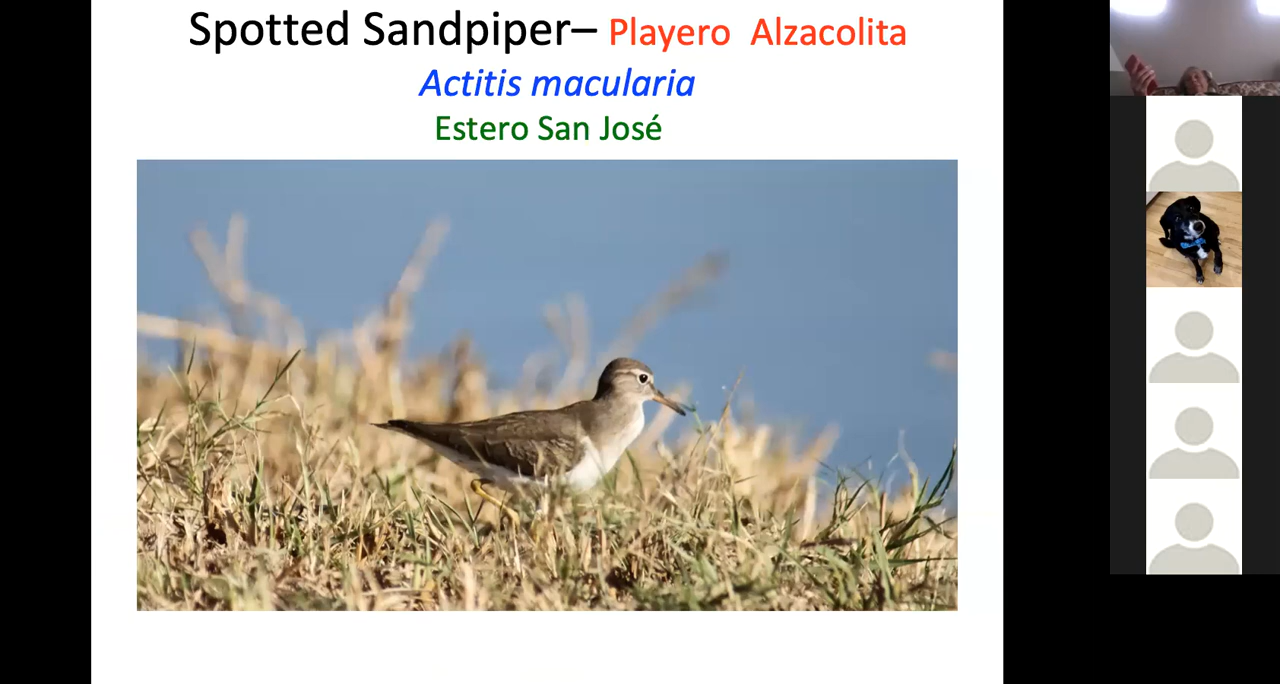 Spotted Sandpiper– Playero Alzacolita
Actitis macularia
Estero San José